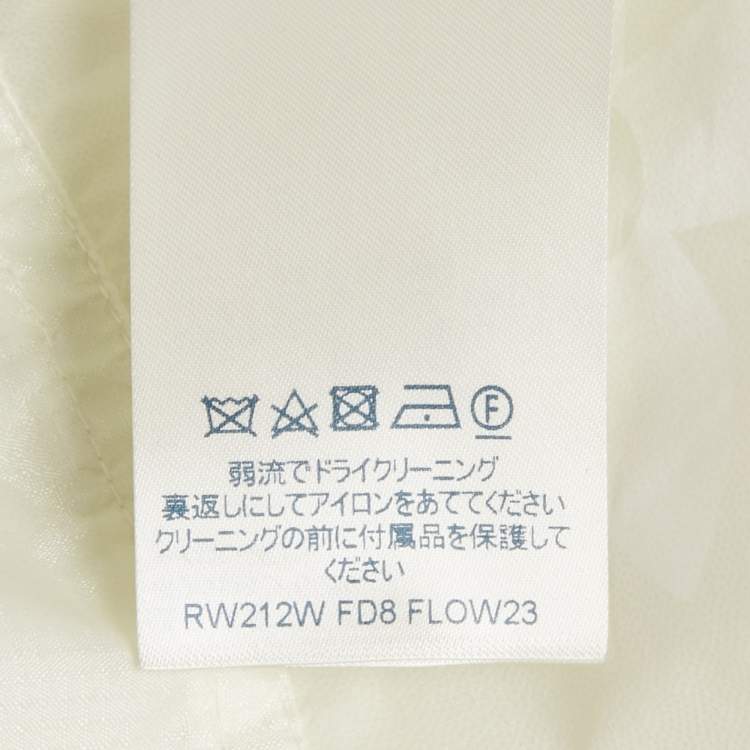 F
弱流でドライクリーニング
裏返しにしてアイロンをあててください
クリーニングの前に付属品を保護して
ください
RW212W FD8 FLOW23